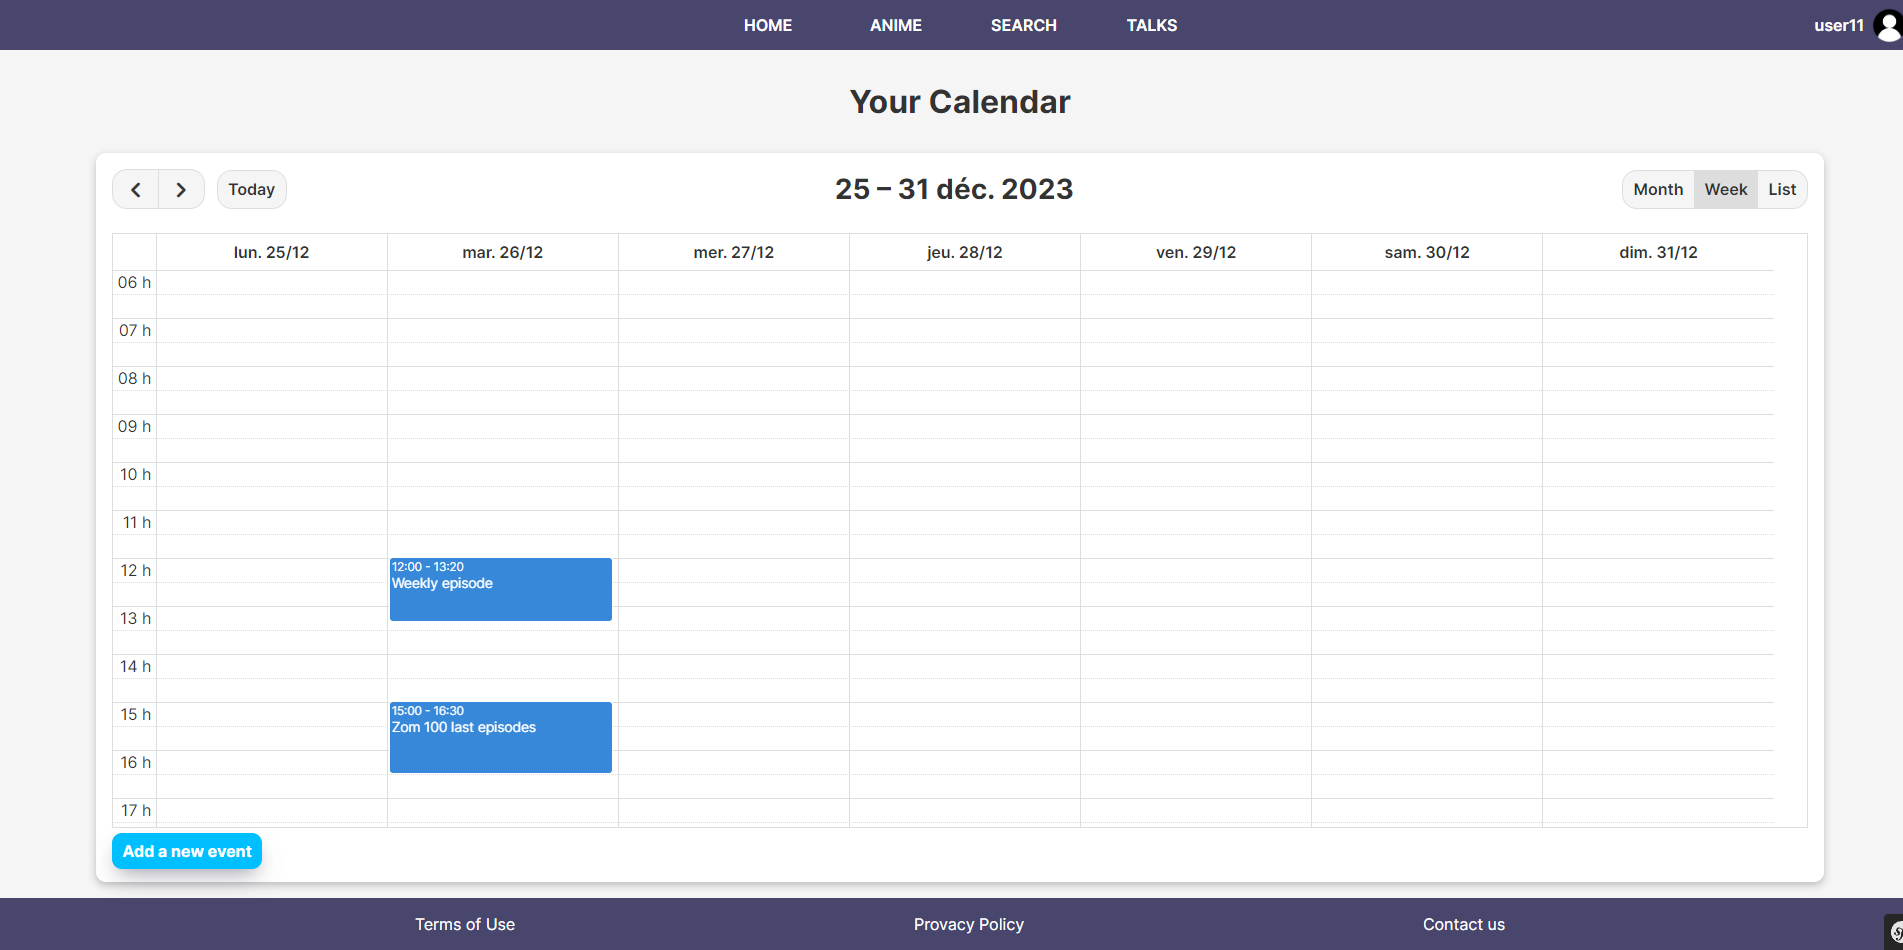 HOME ANIME SEARCH TALKS user11
Your Calendar
Today 25 – 31 déc. 2023 Month Week List
lun. 25/12 mar. 26/12 mer. 27/12 jeu. 28/12 ven. 29/12 sam. 30/12 dim. 31/12
06 h
07 h
08 h
09 h
10 h
11 h
12 h
12:00 - 13:20
Weekly episode
13 h
14 h
15 h
15:00 - 16:30
Zom 100 last episodes
16 h
17 h
Add a new event
Terms of Use Provacy Policy Contact us